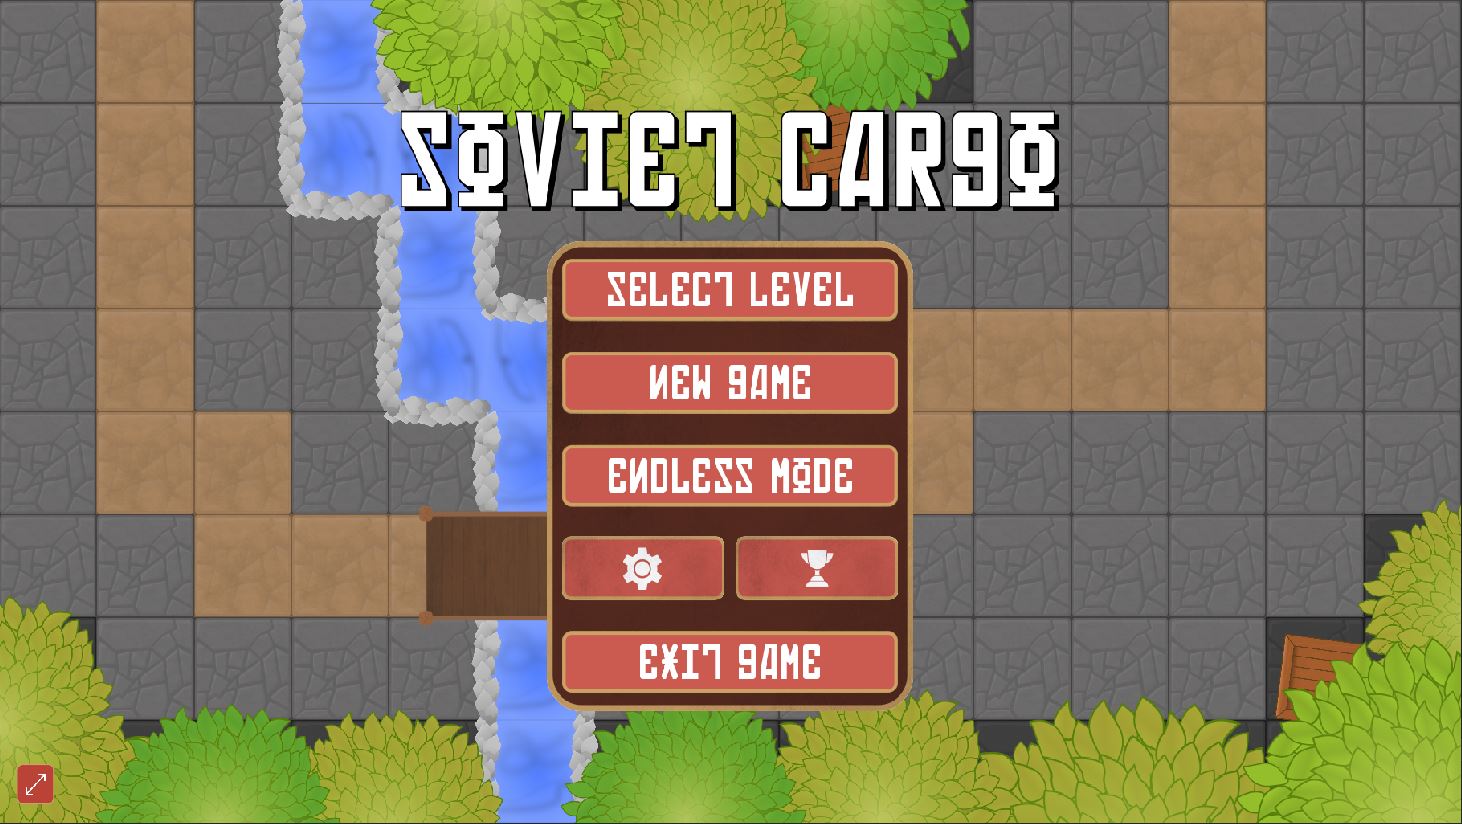 SOVIET CARGO
SELECT LEVEL
NEW GAME
ENDLESS MODE
EXIT GAME